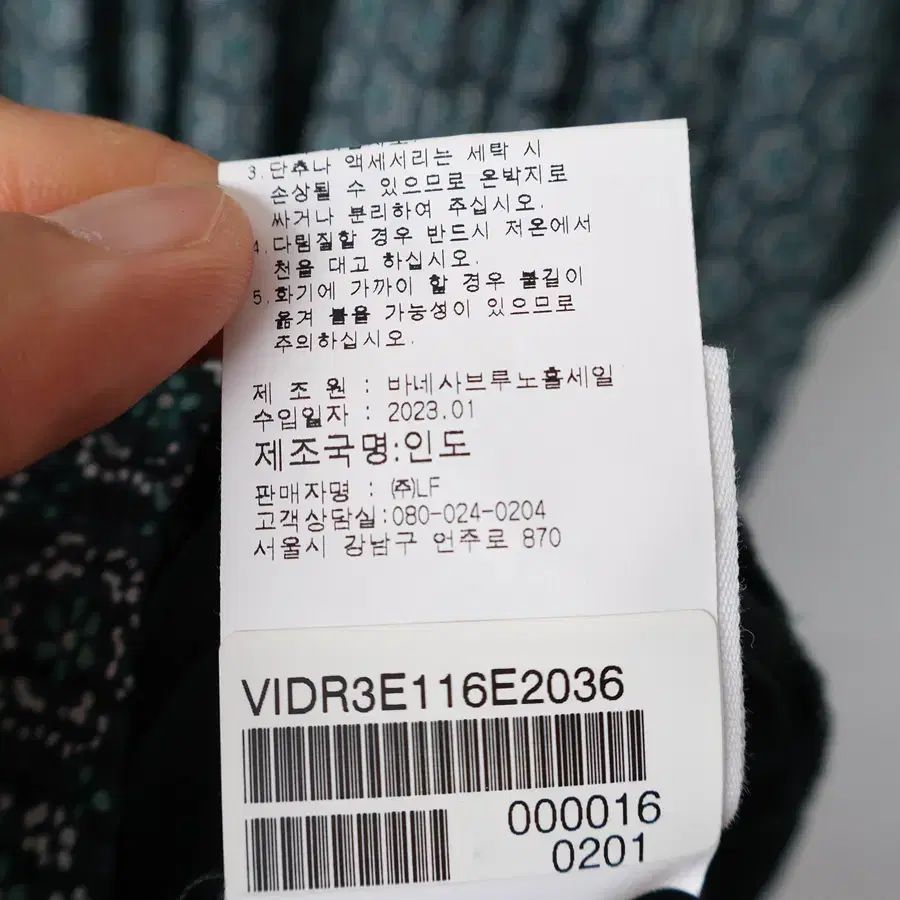 3. 단추나 액세서리는 세탁 시
손상될 수 있으므로 은박지로
싸거나 분리하여 주십시오.
4. 다림질할 경우 반드시 저온에서
천을 대고 하십시오.
5. 화기에 가까이 할 경우 불길이
옮겨 붙을 가능성이 있으므로
주의하십시오.
제 조 원 : 바네사브루노홀세일
수입일자 : 2023.01
제조국명:인도
판매자명 : ㈜LF
고객상담실:080-024-0204
서울시 강남구 언주로 870
VIDR3E116E2036
000016
0201